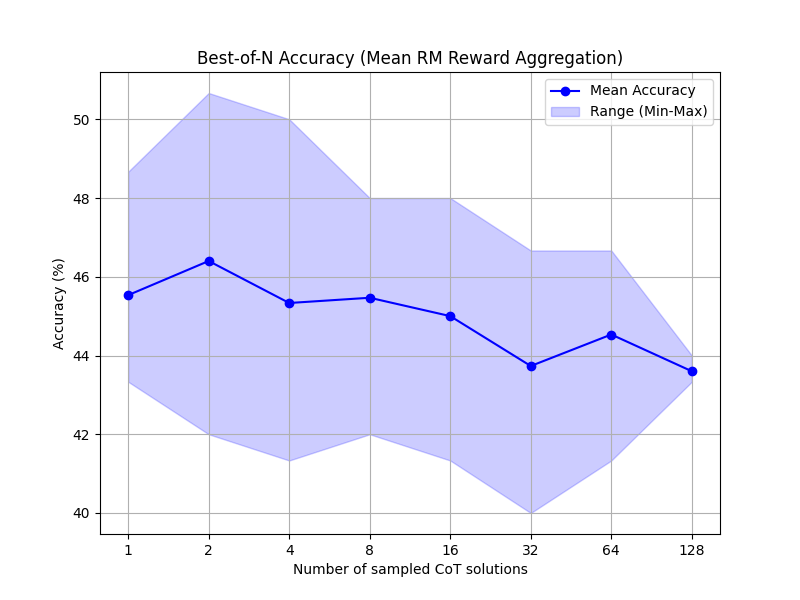 Best-of-N Accuracy (Mean RM Reward Aggregation)
Mean Accuracy
Range (Min-Max)
Accuracy (%)
50
48
46
44
42
40
1 2 4 8 16 32 64 128
Number of sampled CoT solutions